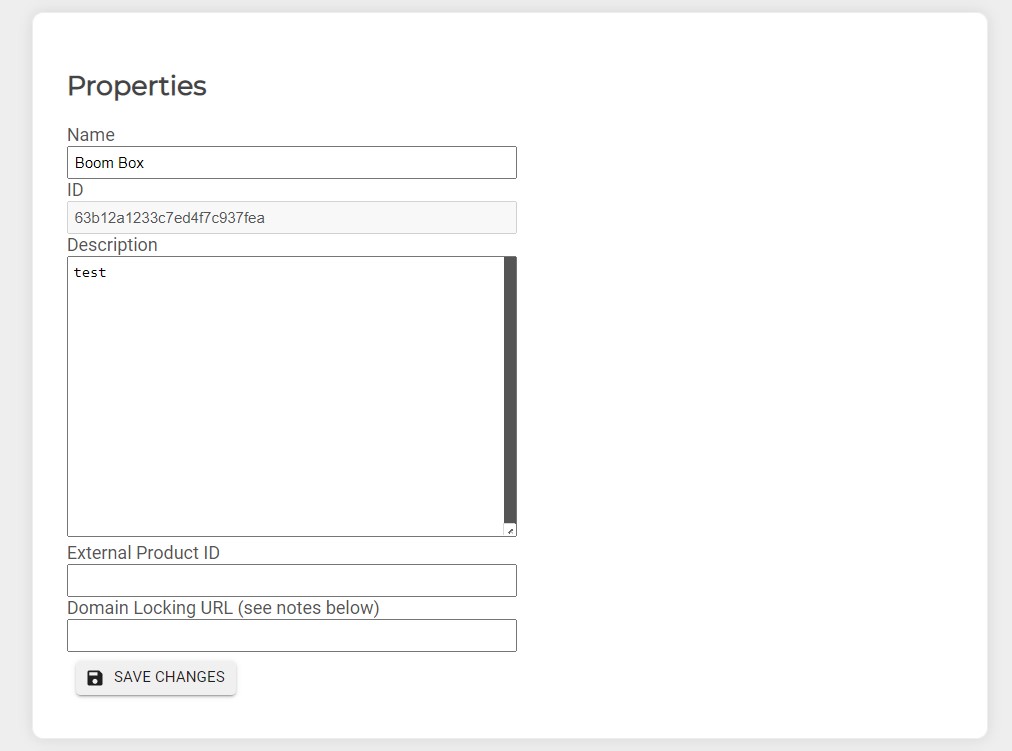 Properties
Name
Boom Box
ID
63b12a1233c7ed4f7c937fea
Description
test
External Product ID
Domain Locking URL (see notes below)
SAVE CHANGES